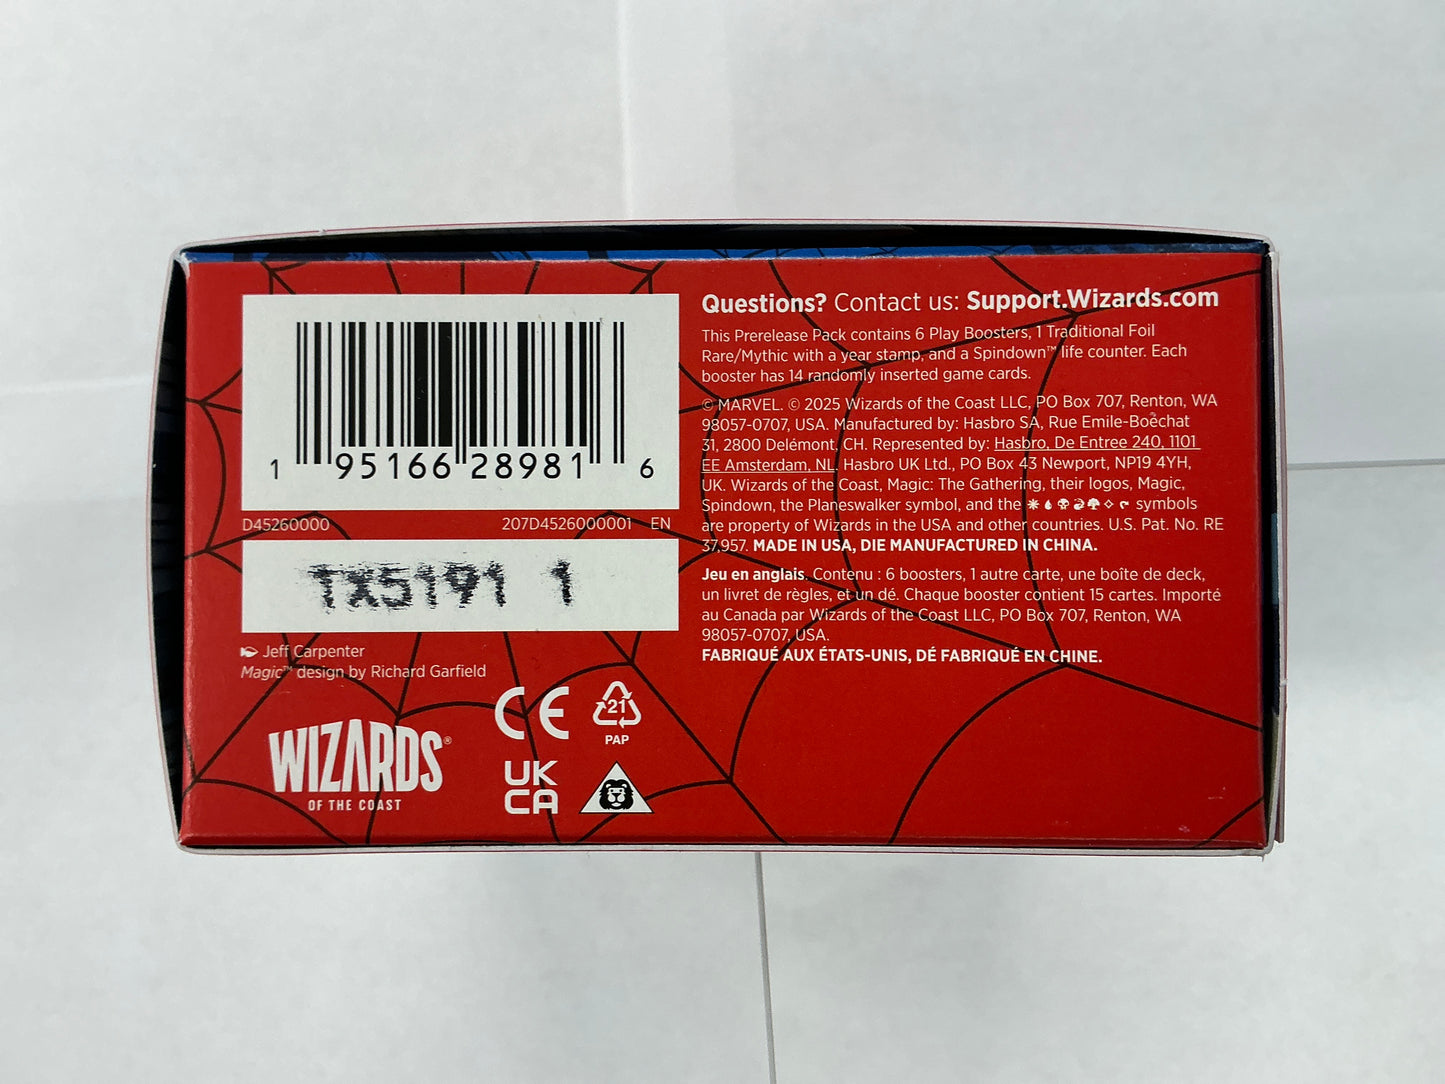 1 95166 28981 6
D45260000 207D4526000001 EN
TX5191 1
Jeff Carpenter
Magic™ design by Richard Garfield
WIZARDS®
OF THE COAST
CE
21
PAP
UK
CA
Questions? Contact us: Support.Wizards.com
This Prerelease Pack contains 6 Play Boosters, 1 Traditional Foil
Rare/Mythic with a year stamp, and a Spindown™ life counter. Each
booster has 14 randomly inserted game cards.
© MARVEL. © 2025 Wizards of the Coast LLC, PO Box 707, Renton, WA
98057-0707, USA. Manufactured by: Hasbro SA, Rue Emile-Boéchat
31, 2800 Delémont, CH. Represented by: Hasbro, De Entree 240, 1101
EE Amsterdam, NL. Hasbro UK Ltd., PO Box 43 Newport, NP19 4YH,
UK. Wizards of the Coast, Magic: The Gathering, their logos, Magic,
Spindown, the Planeswalker symbol, and the symbols
are property of Wizards in the USA and other countries. U.S. Pat. No. RE
37,957. MADE IN USA, DIE MANUFACTURED IN CHINA.
Jeu en anglais. Contenu : 6 boosters, 1 autre carte, une boîte de deck,
un livret de règles, et un dé. Chaque booster contient 15 cartes. Importé
au Canada par Wizards of the Coast LLC, PO Box 707, Renton, WA
98057-0707, USA.
FABRIQUÉ AUX ÉTATS-UNIS, DÉ FABRIQUÉ EN CHINE.